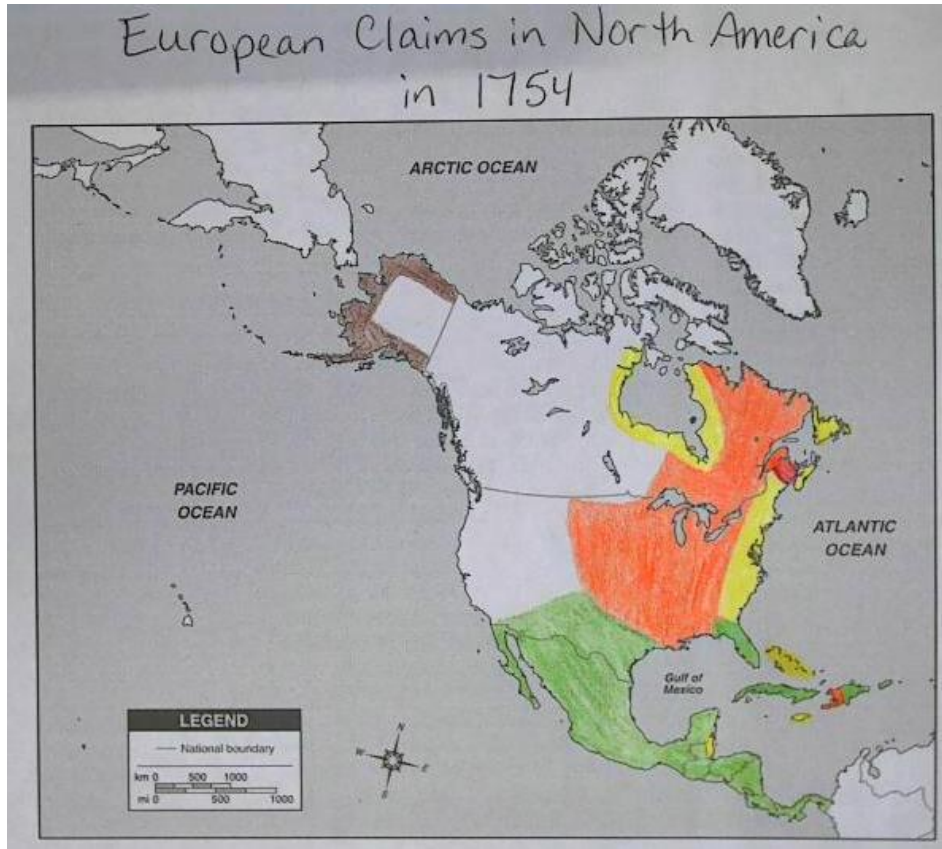 European Claims in North America
in 1754
ARCTIC OCEAN
PACIFIC
OCEAN
ATLANTIC
OCEAN
Gulf of
Mexico
LEGEND
National boundary
km 0 500 1000
mi 0 500 1000
N
W E
S